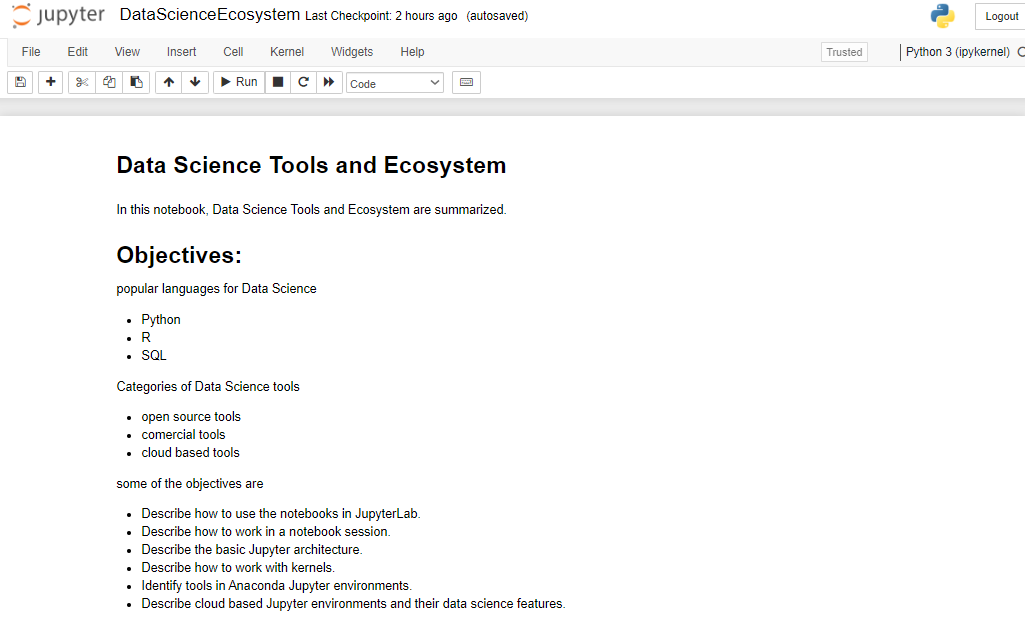 jupyter DataScienceEcosystem Last Checkpoint: 2 hours ago (autosaved) Logout
File Edit View Insert Cell Kernel Widgets Help Trusted Python 3 (ipykernel)
Run Code
Data Science Tools and Ecosystem
In this notebook, Data Science Tools and Ecosystem are summarized.
Objectives:
popular languages for Data Science
Python
R
SQL
Categories of Data Science tools
open source tools
comercial tools
cloud based tools
some of the objectives are
Describe how to use the notebooks in JupyterLab.
Describe how to work in a notebook session.
Describe the basic Jupyter architecture.
Describe how to work with kernels.
Identify tools in Anaconda Jupyter environments.
Describe cloud based Jupyter environments and their data science features.